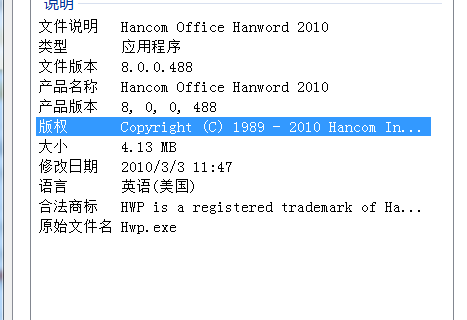 说明
文件说明 Hancom Office Hanword 2010
类型 应用程序
文件版本 8.0.0.488
产品名称 Hancom Office Hanword 2010
产品版本 8, 0, 0, 488
版权 Copyright (C) 1989 - 2010 Hancom In...
大小 4.13 MB
修改日期 2010/3/3 11:47
语言 英语(美国)
合法商标 HWP is a registered trademark of Ha...
原始文件名 Hwp.exe